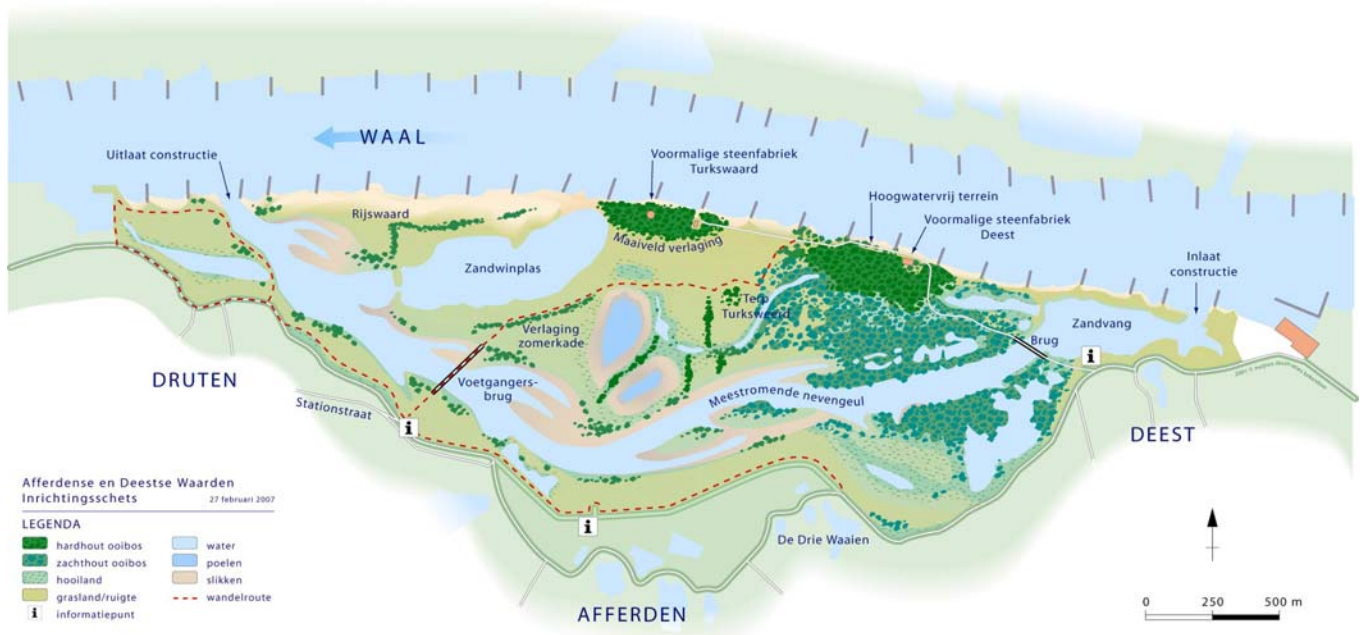 WAAL
Uitlaat constructie
Voormalige steenfabriek
Turkswaard
Hoogwatervrij terrein
Voormalige steenfabriek
Deest
Inlaat
constructie
Rijswaard
Maaiveld verlaging
Zandwinplas
Terp
Turksweerd
Verlaging
zomerkade
Zandvang
Brug
i
DRUTEN
Voetgangers-
brug
Meestromende nevengeul
Stationstraat
i
DEEST
i
De Drie Waaien
AFFERDEN
Afferdense en Deestse Waarden
Inrichtingsschets
27 februari 2007
LEGENDA
hardhout ooibos
zachthout ooibos
hooiland
grasland/ruigte
i informatiepunt
water
poelen
slikken
wandelroute
0 250 500 m